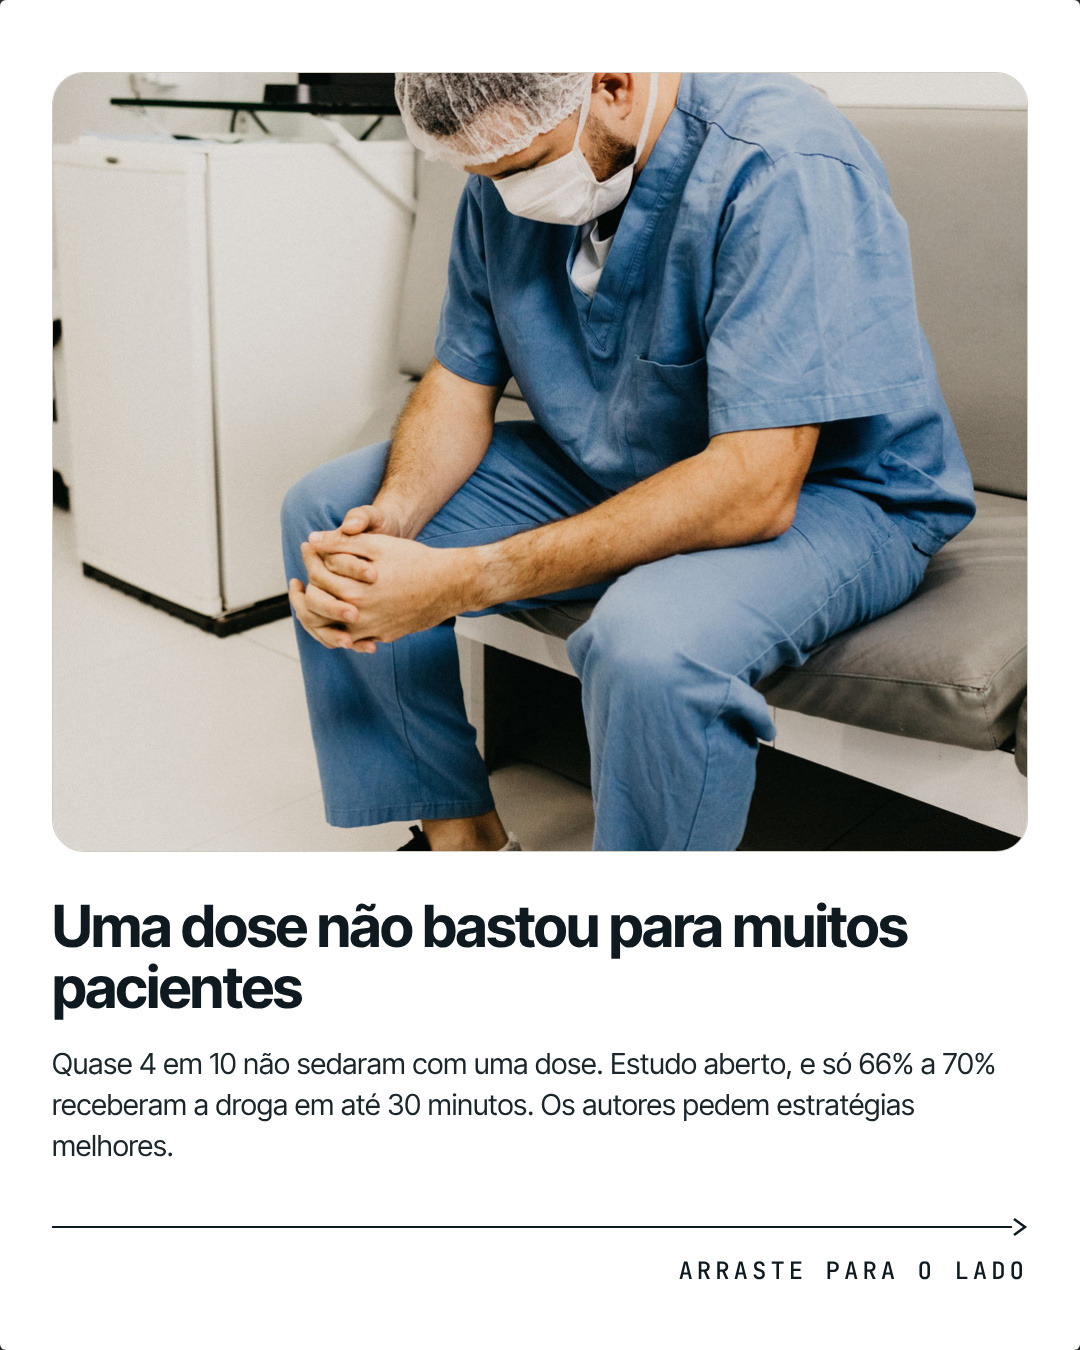 Uma dose não bastou para muitos
pacientes
Quase 4 em 10 não sedaram com uma dose. Estudo aberto, e só 66% a 70%
receberam a droga em até 30 minutos. Os autores pedem estratégias
melhores.
ARRASTE PARA O LADO